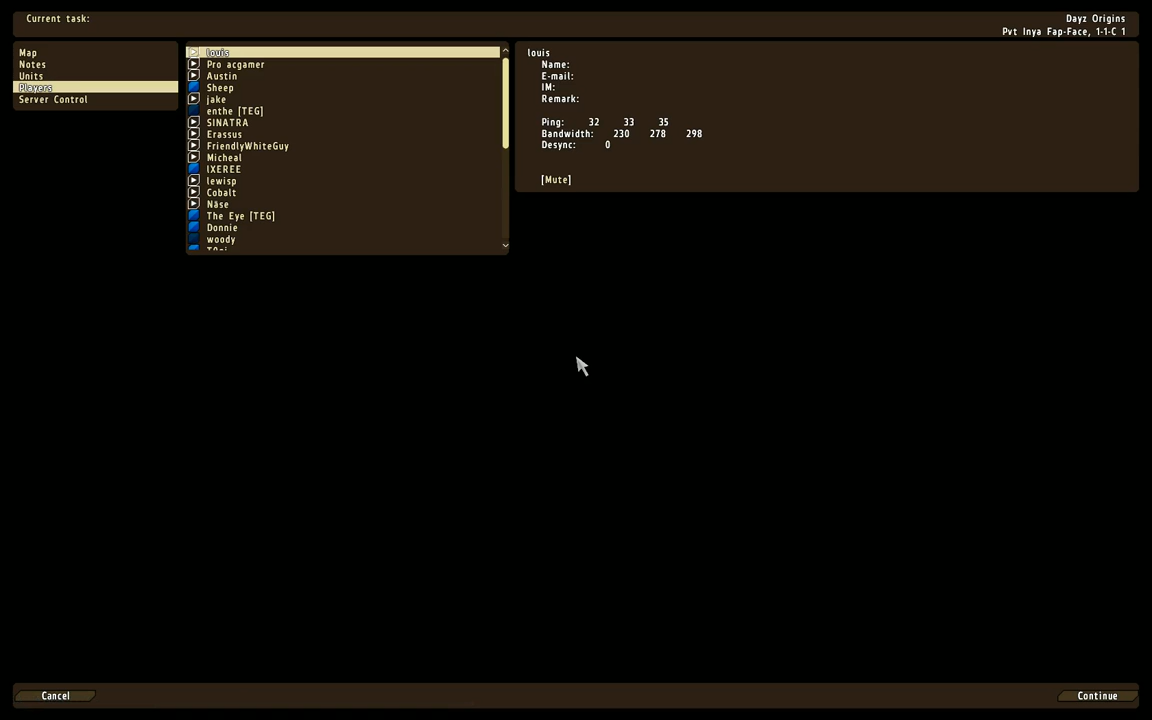 Current task:
Dayz Origins
Pvt Inya Fap-Face, 1-1-C 1
Map
Notes
Units
Players
Server Control
louis
Pro acgamer
Austin
Sheep
jake
enthe [TEG]
SINATRA
Erassus
FriendlyWhiteGuy
Micheal
IXEREE
lewisp
Cobalt
Näse
The Eye [TEG]
Donnie
woody
louis
Name:
E-mail:
IM:
Remark:
Ping: 32 33 35
Bandwidth: 230 278 298
Desync: 0
[Mute]
Cancel
Continue